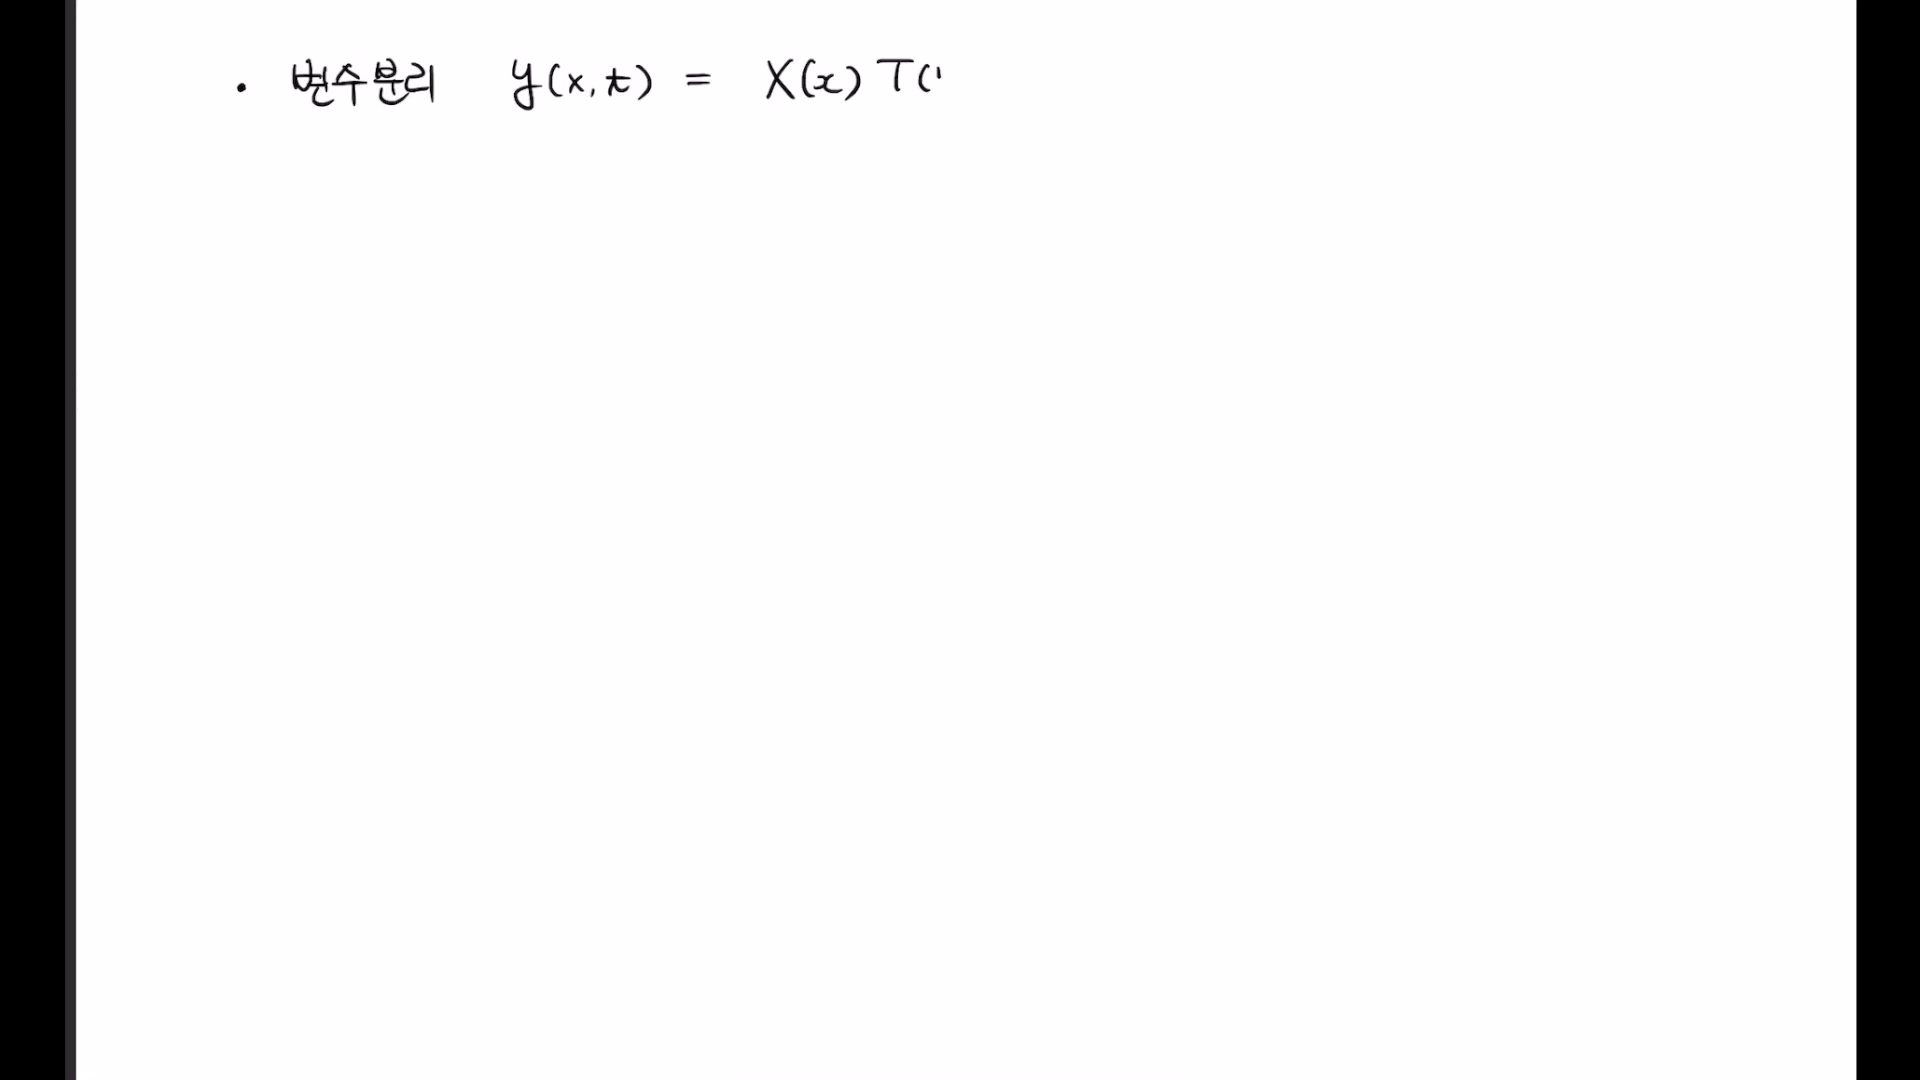 · 변수분리 y(x,t) = X(x) T(